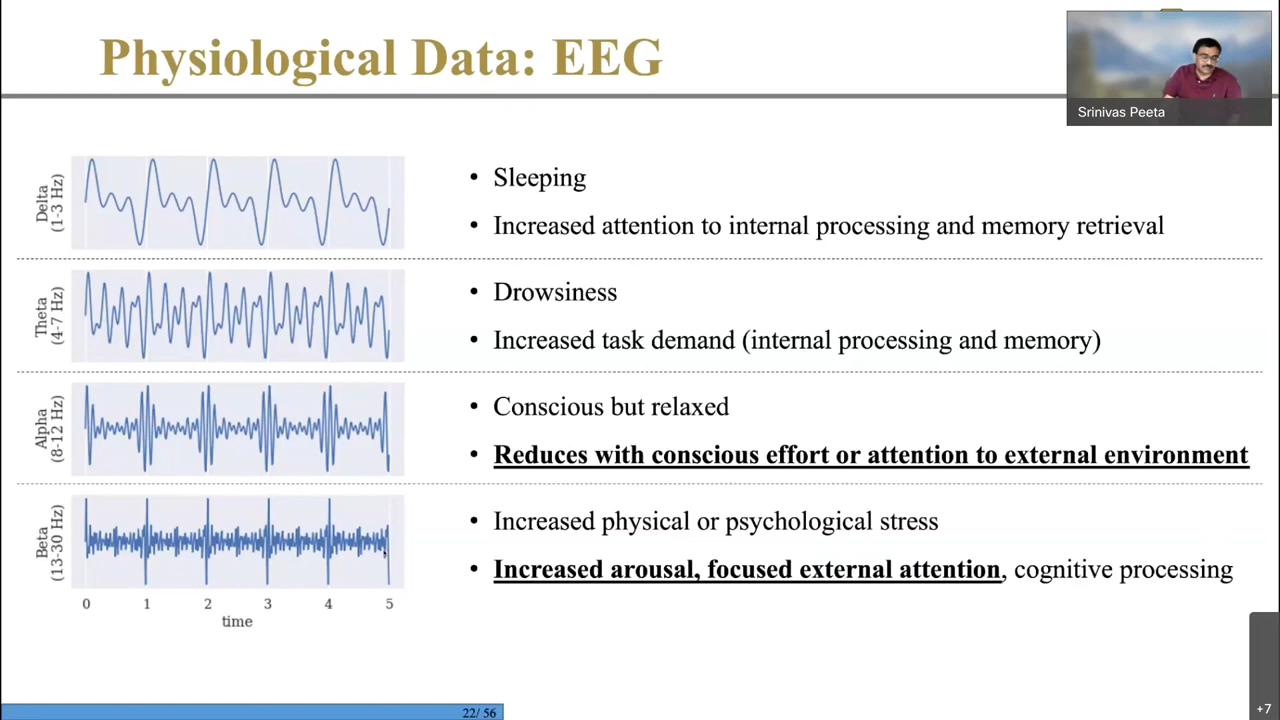 Physiological Data: EEG
Srinivas Peeta
Delta
(1-3 Hz)
• Sleeping
• Increased attention to internal processing and memory retrieval
Theta
(4-7 Hz)
• Drowsiness
• Increased task demand (internal processing and memory)
Alpha
(8-12 Hz)
• Conscious but relaxed
• Reduces with conscious effort or attention to external environment
Beta
(13-30 Hz)
• Increased physical or psychological stress
• Increased arousal, focused external attention, cognitive processing
0 1 2 3 4 5
time
22/ 56
+7